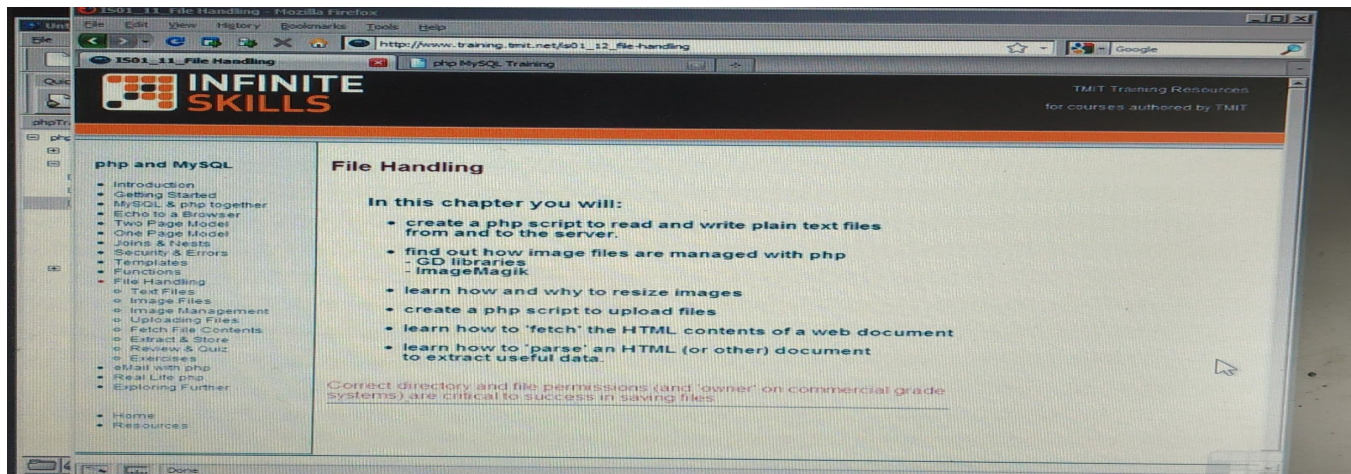 IS01_11_File Handling - Mozilla Firefox
File Edit View History Bookmarks Tools Help
http://www.training.tmit.net/is01_12_file-handling
Google
IS01_11_File Handling
php MySQL Training
INFINITE
SKILLS
TMIT Training Resources
for courses authored by TMIT
php and MySQL
Introduction
Getting Started
MySQL & php together
Echo to a Browser
Two Page Model
One Page Model
Joins & Nests
Security & Errors
Templates
Functions
File Handling
Text Files
Image Files
Image Management
Uploading Files
Fetch File Contents
Extract & Store
Review & Quiz
Exercises
eMail with php
Real Life php
Exploring Further
Home
Resources
File Handling
In this chapter you will:
create a php script to read and write plain text files
from and to the server.
find out how image files are managed with php
- GD libraries
- ImageMagik
learn how and why to resize images
create a php script to upload files
learn how to 'fetch' the HTML contents of a web document
learn how to 'parse' an HTML (or other) document
to extract useful data.
Correct directory and file permissions (and 'owner' on commercial grade
systems) are critical to success in saving files
Done